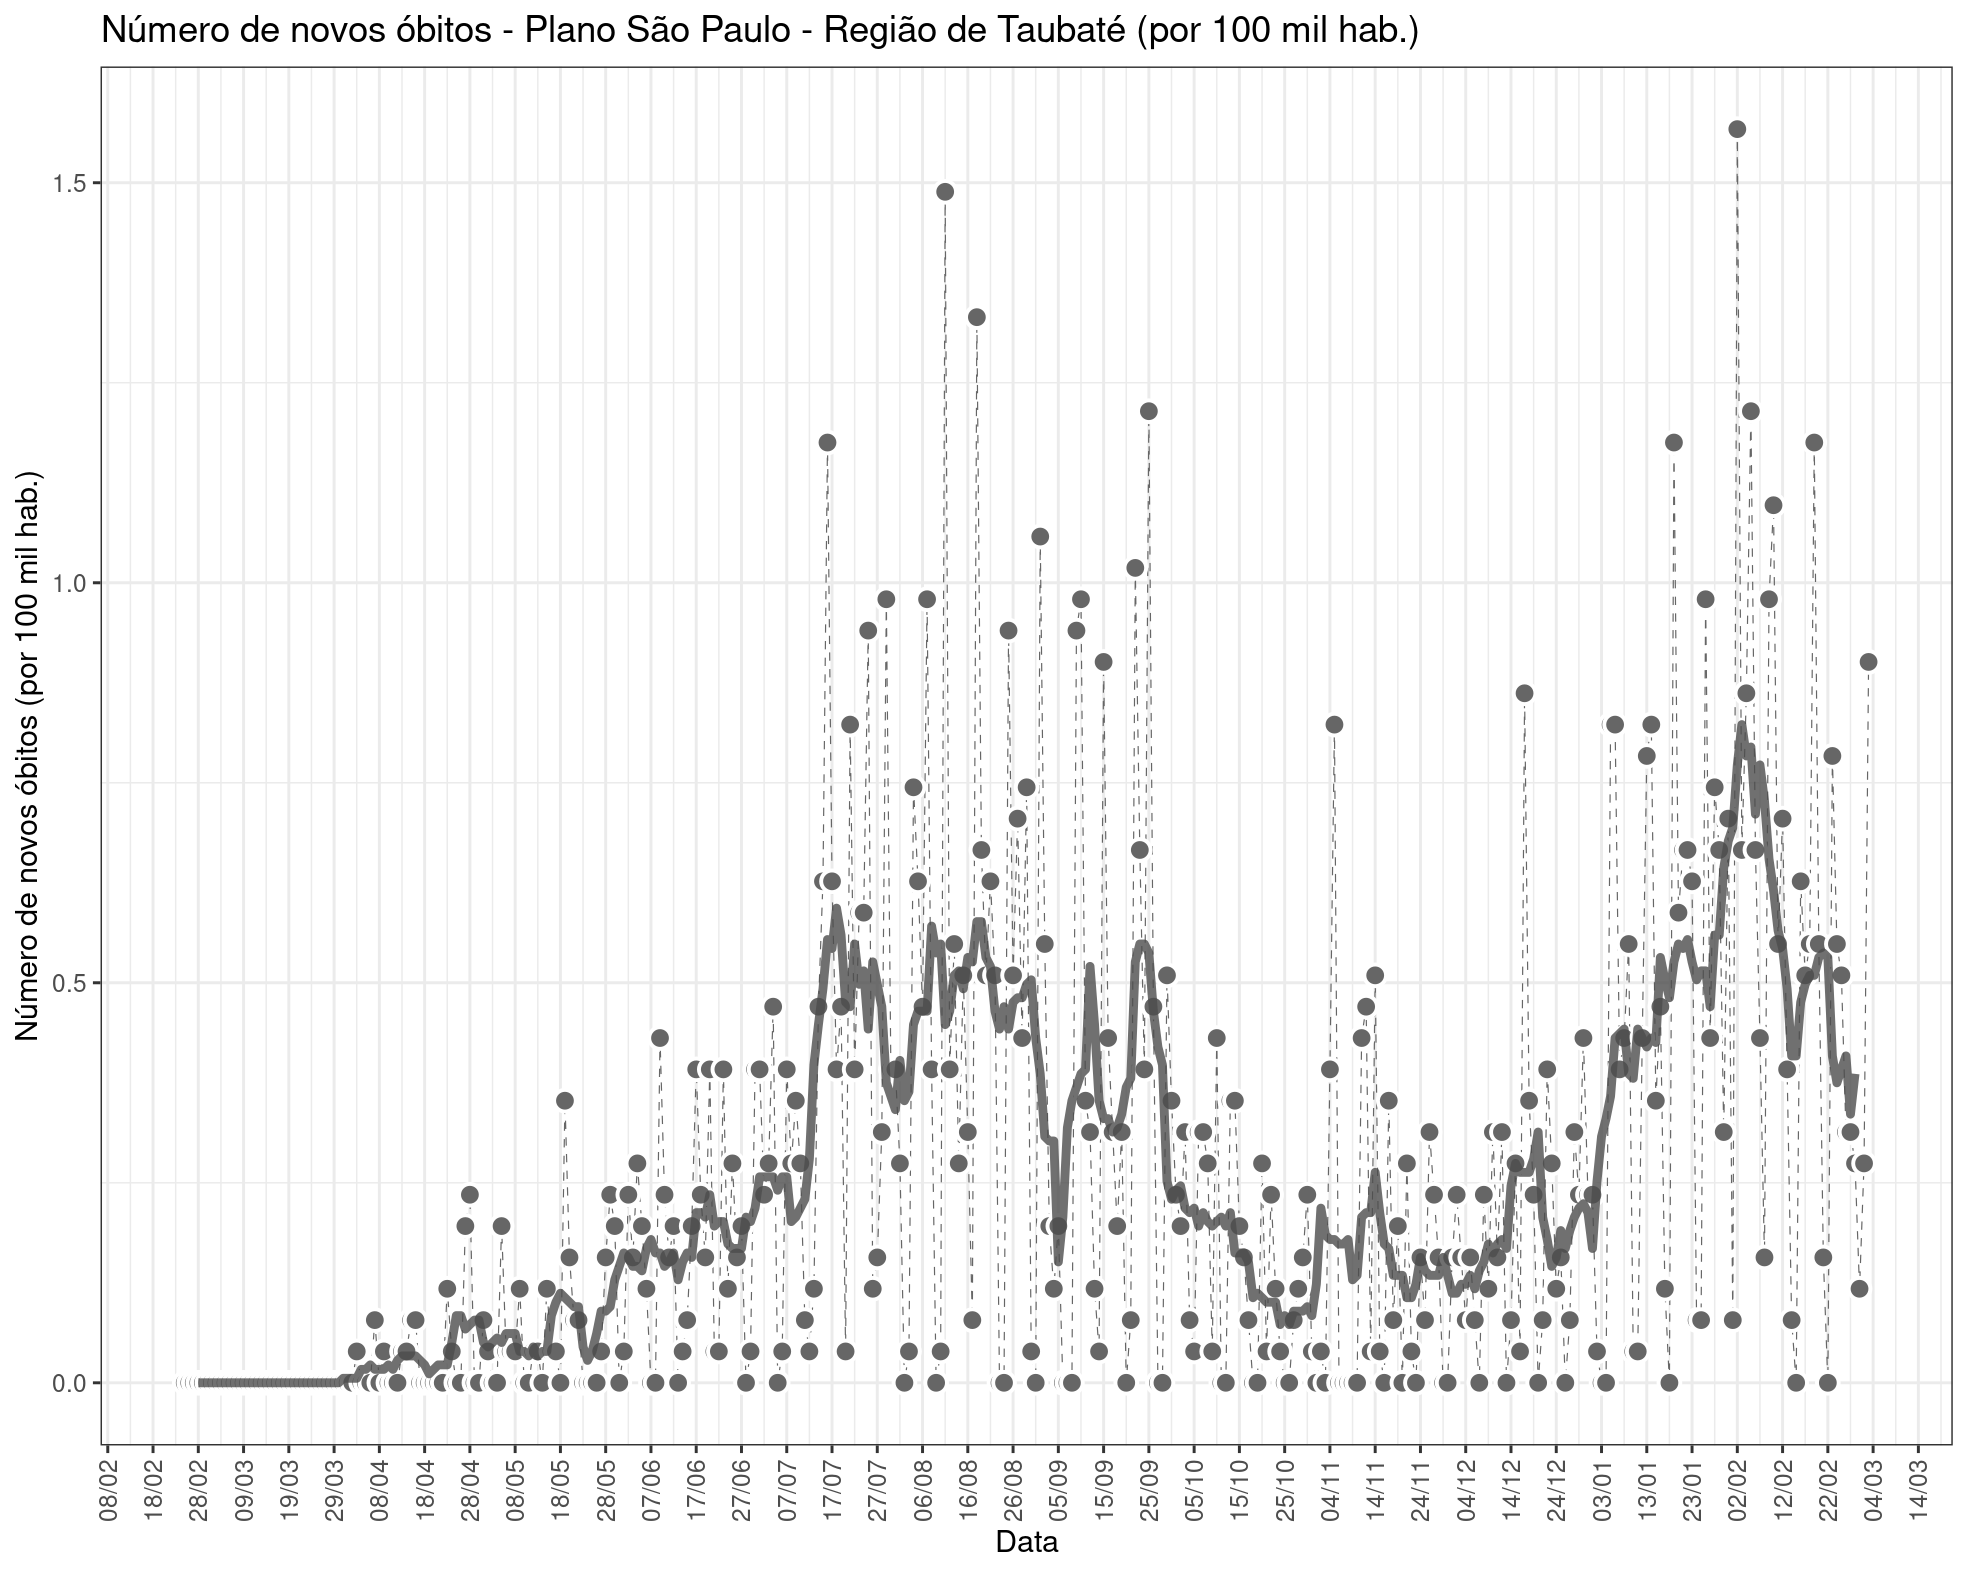 Número de novos óbitos - Plano São Paulo - Região de Taubaté (por 100 mil hab.)
Número de novos óbitos (por 100 mil hab.)
1.5
1.0
0.5
0.0
08/02 18/02 28/02 09/03 19/03 29/03 08/04 18/04 28/04 08/05 18/05 28/05 07/06 17/06 27/06 07/07 17/07 27/07 06/08 16/08 26/08 05/09 15/09 25/09 05/10 15/10 25/10 04/11 14/11 24/11 04/12 14/12 24/12 03/01 13/01 23/01 02/02 12/02 22/02 04/03 14/03
Data